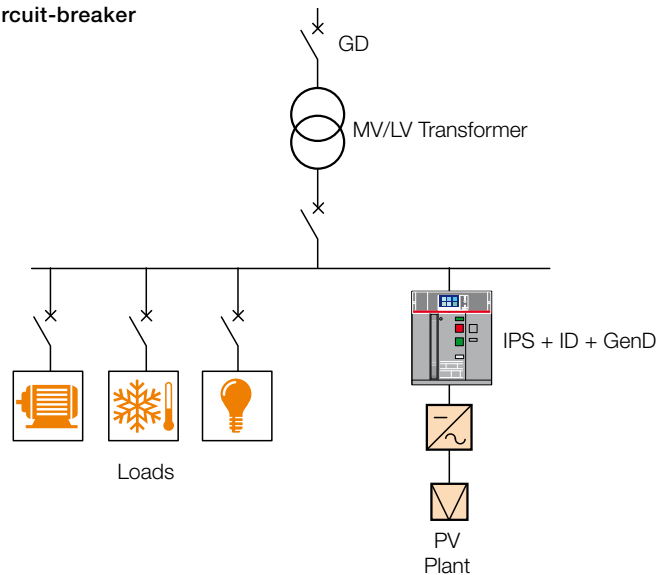 rcuit-breaker
GD
MV/LV Transformer
IPS + ID + GenD
Loads
PV
Plant